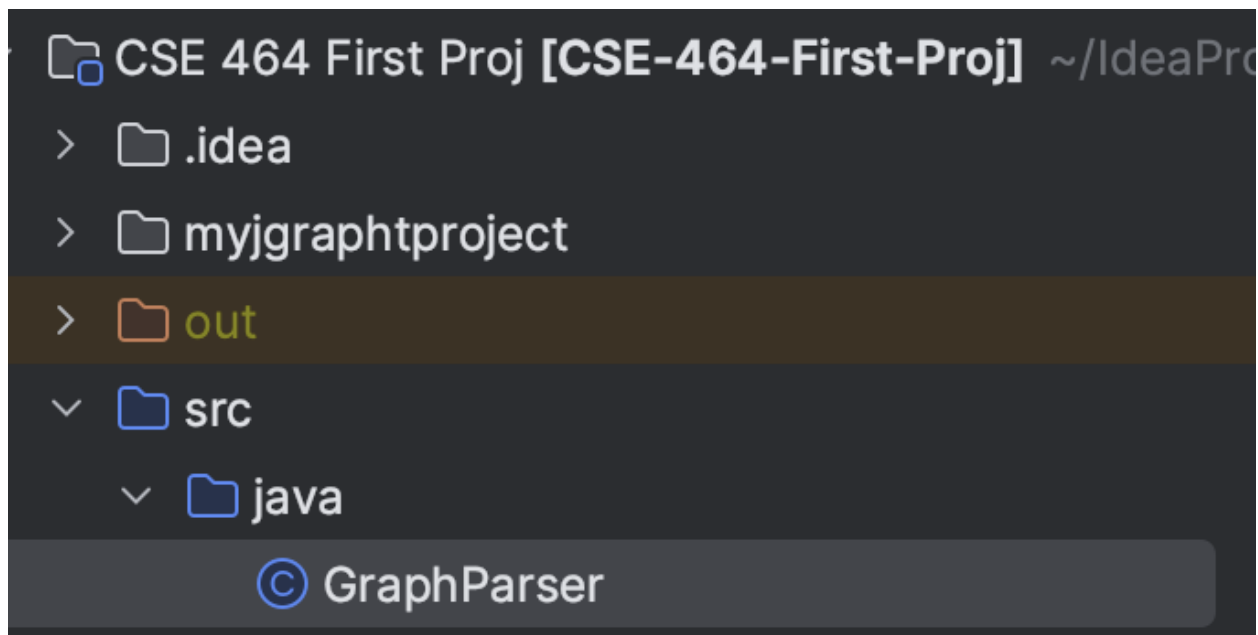 CSE 464 First Proj [CSE-464-First-Proj] ~/IdeaPro
.idea
myjgraphtproject
out
src
java
C GraphParser